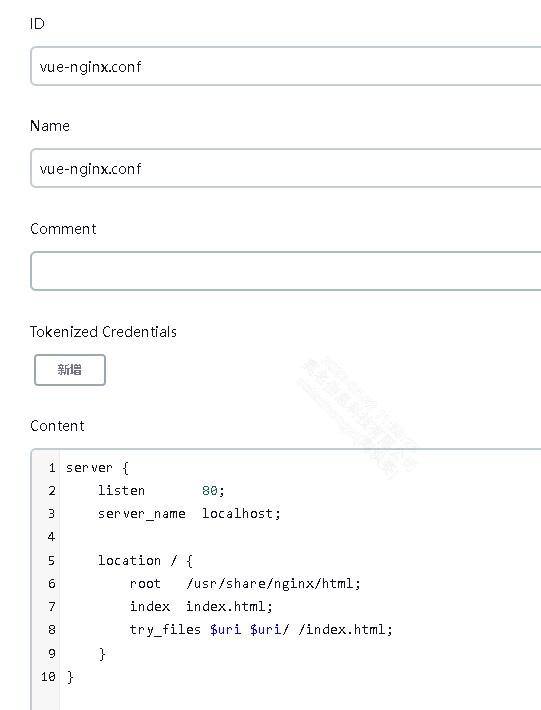 ID
vue-nginx.conf
Name
vue-nginx.conf
Comment
Tokenized Credentials
新增
Content
1 server {
2     listen       80;
3     server_name  localhost;
4
5     location / {
6         root   /usr/share/nginx/html;
7         index  index.html;
8         try_files $uri $uri/ /index.html;
9     }
10 }